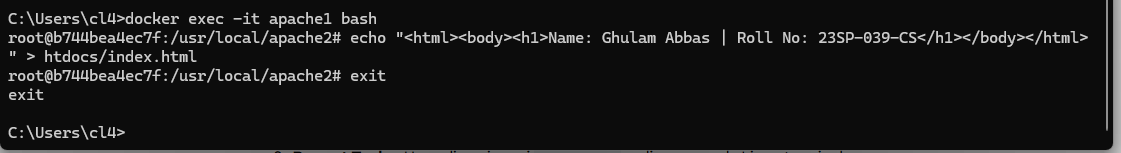 C:\Users\cl4>docker exec -it apache1 bash
root@b744bea4ec7f:/usr/local/apache2# echo "<html><body><h1>Name: Ghulam Abbas | Roll No: 23SP-039-CS</h1></body></html>
" > htdocs/index.html
root@b744bea4ec7f:/usr/local/apache2# exit
exit
C:\Users\cl4>